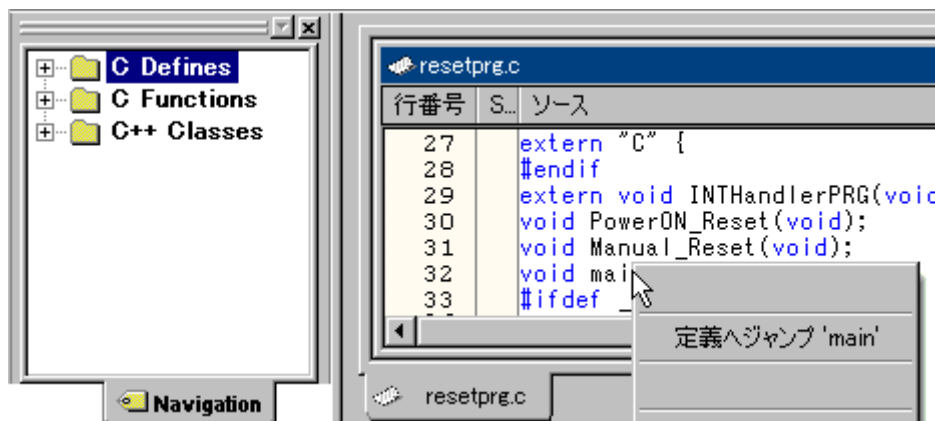 C Defines
C Functions
C++ Classes
Navigation
resetprg.c
行番号 S... ソース
27 extern "C" {
28 #endif
29 extern void INTHandlerPRG(void
30 void PowerON_Reset(void);
31 void Manual_Reset(void);
32 void mai
33 #ifdef _
定義へジャンプ 'main'
resetprg.c